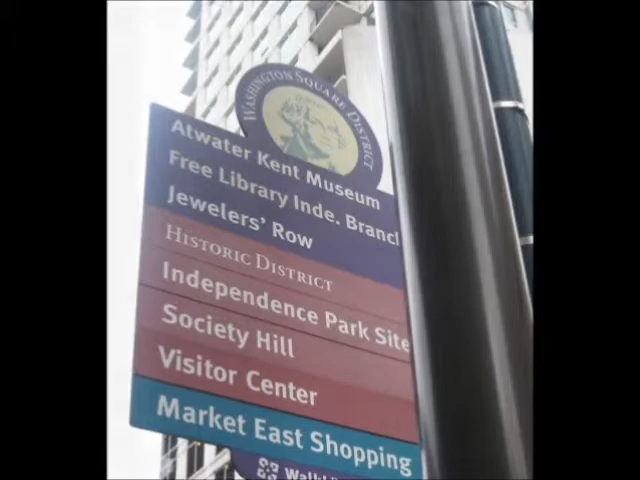 WASHINGTON SQUARE DISTRICT
Atwater Kent Museum
Free Library Inde. Branch
Jewelers' Row
HISTORIC DISTRICT
Independence Park Site
Society Hill
Visitor Center
Market East Shopping
Walk!